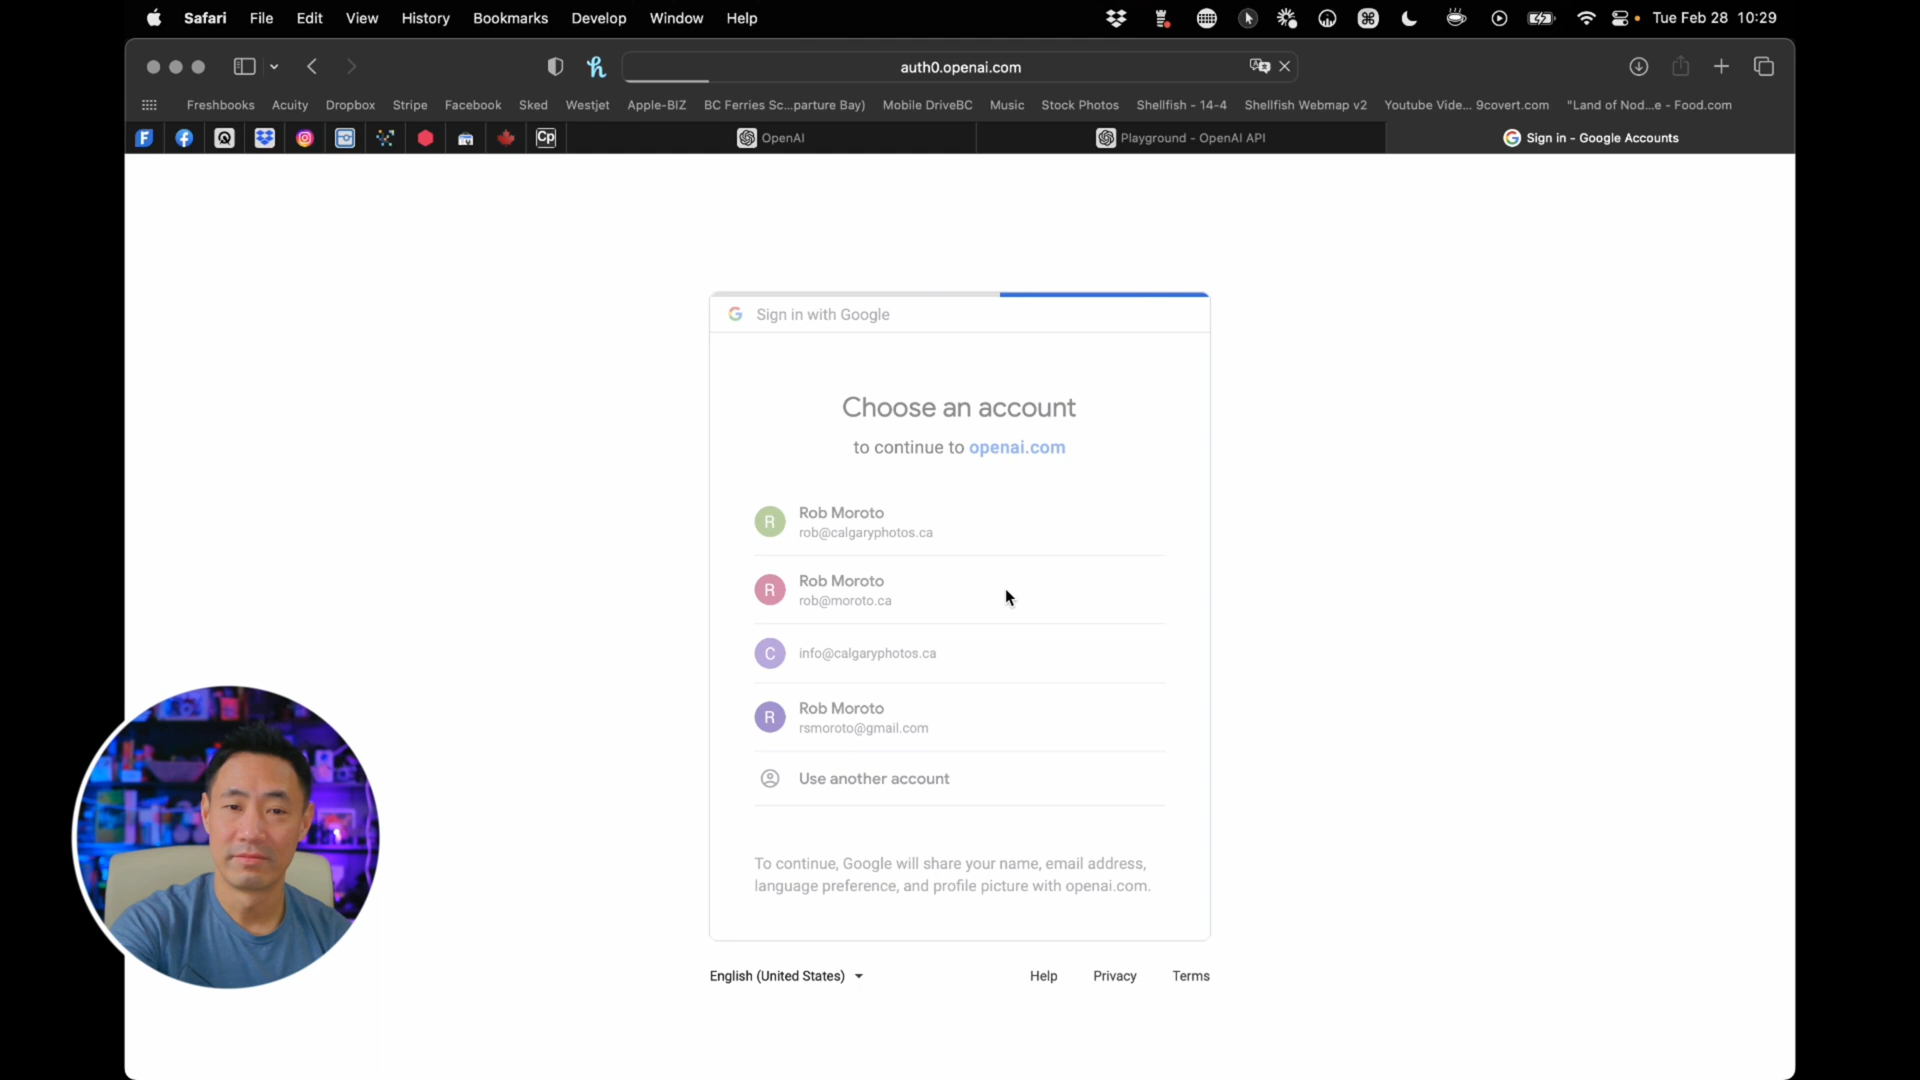 Safari File Edit View History Bookmarks Develop Window Help Tue Feb 28 10:29
auth0.openai.com
Freshbooks Acuity Dropbox Stripe Facebook Sked Westjet Apple-BIZ BC Ferries Sc...parture Bay) Mobile DriveBC Music Stock Photos Shellfish - 14-4 Shellfish Webmap v2 Youtube Vide... 9covert.com "Land of Nod...e - Food.com
F Cp OpenAI Playground - OpenAI API Sign in - Google Accounts
Sign in with Google
Choose an account
to continue to openai.com
R Rob Moroto
rob@calgaryphotos.ca
R Rob Moroto
rob@moroto.ca
C info@calgaryphotos.ca
R Rob Moroto
rsmoroto@gmail.com
Use another account
To continue, Google will share your name, email address,
language preference, and profile picture with openai.com.
English (United States) Help Privacy Terms